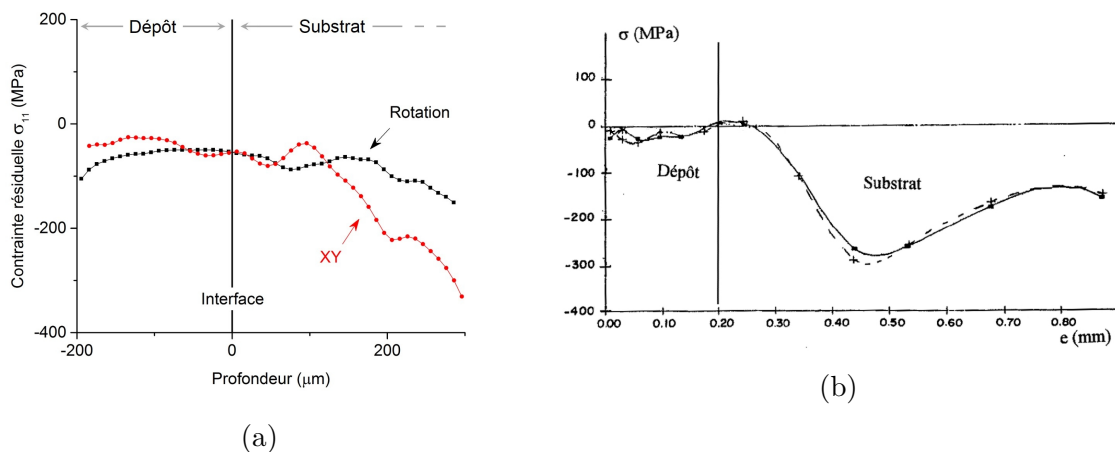 200
100
0
-100
-200
-400
Contrainte résiduelle σ11 (MPa)
Dépôt
Substrat
Rotation
XY
Interface
-200
0
200
Profondeur (μm)
(a)
σ (MPa)
100
0
-100
-200
-300
-400
Dépôt
Substrat
0.00
0.10
0.20
0.30
0.40
0.50
0.60
0.70
0.80
e (mm)
(b)